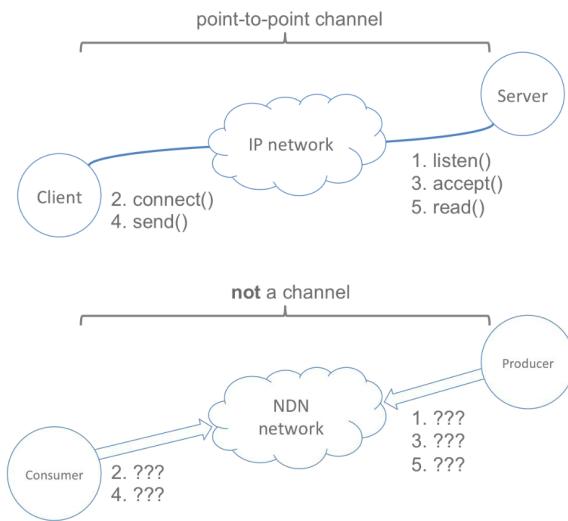 point-to-point channel
Server
IP network
1. listen()
Client
2. connect()
3. accept()
4. send()
5. read()
not a channel
Producer
NDN
network
1. ???
3. ???
5. ???
Consumer
2. ???
4. ???